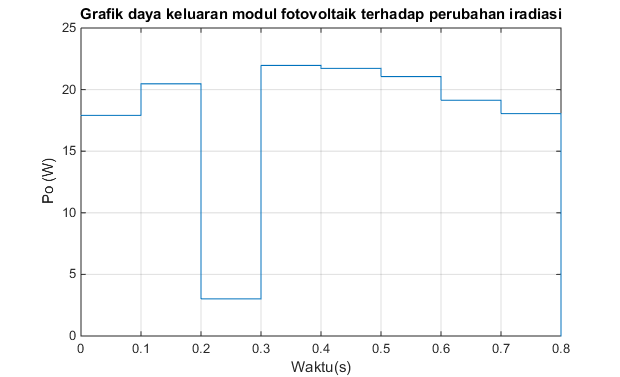 Grafik daya keluaran modul fotovoltaik terhadap perubahan iradiasi
25
20
15
10
5
0
Po (W)
0 0.1 0.2 0.3 0.4 0.5 0.6 0.7 0.8
Waktu(s)